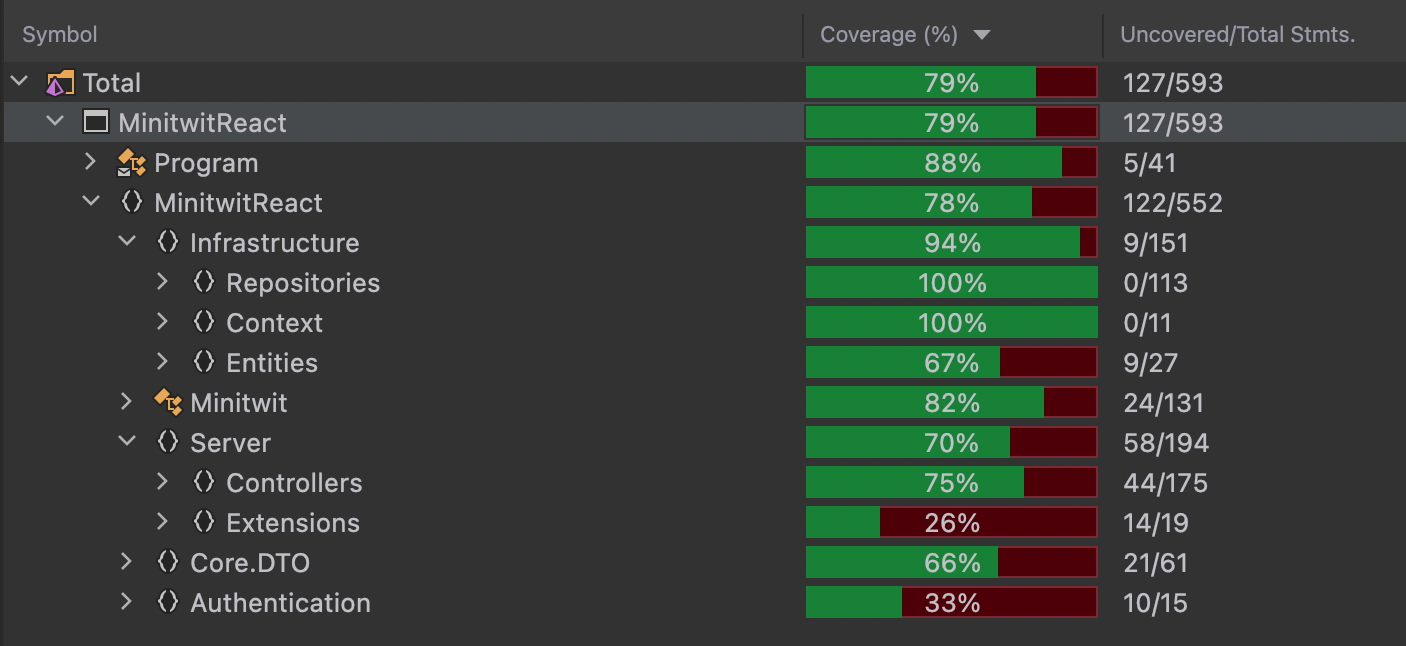 Symbol Coverage (%) Uncovered/Total Stmts.
Total 79% 127/593
MinitwitReact 79% 127/593
Program 88% 5/41
MinitwitReact 78% 122/552
Infrastructure 94% 9/151
Repositories 100% 0/113
Context 100% 0/11
Entities 67% 9/27
Minitwit 82% 24/131
Server 70% 58/194
Controllers 75% 44/175
Extensions 26% 14/19
Core.DTO 66% 21/61
Authentication 33% 10/15